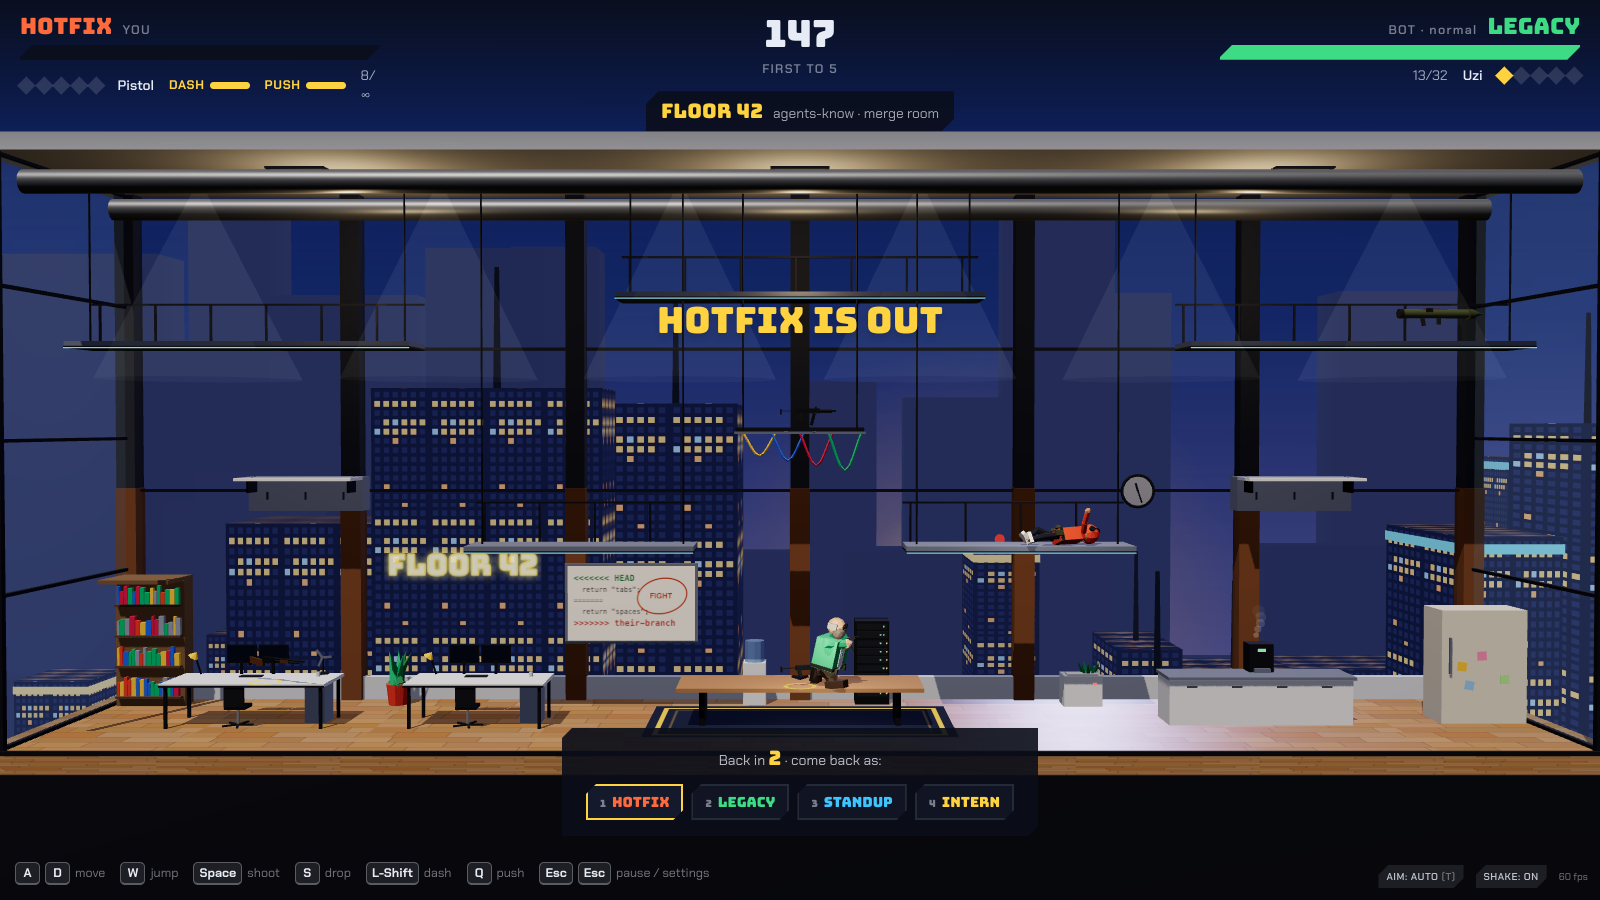 HOTFIX YOU
147
BOT · normal LEGACY
FIRST TO 5
Pistol DASH PUSH 8/∞
13/32 Uzi
FLOOR 42 agents-know · merge room
HOTFIX IS OUT
FLOOR 42
<<<<<<< HEAD
return "tabs";
=======
return "spaces";
>>>>>>> their-branch
FIGHT
Back in 2 · come back as:
1 HOTFIX 2 LEGACY 3 STANDUP 4 INTERN
A D move W jump Space shoot S drop L-Shift dash Q push Esc Esc pause / settings
AIM: AUTO (T) SHAKE: ON 60 fps